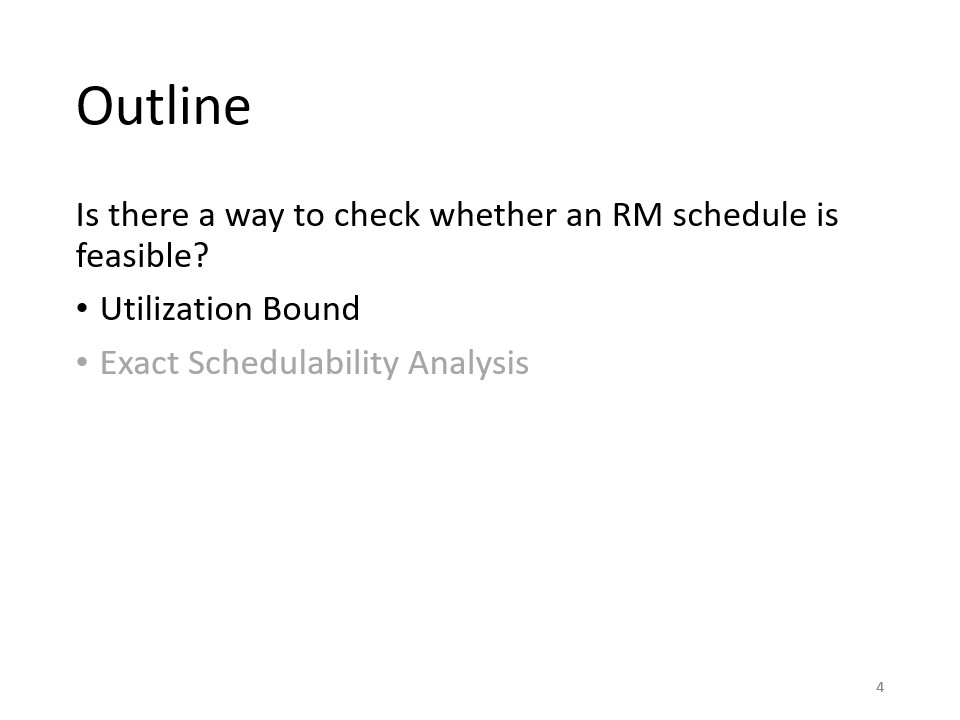 Outline
Is there a way to check whether an RM schedule is
feasible?
• Utilization Bound
• Exact Schedulability Analysis
4